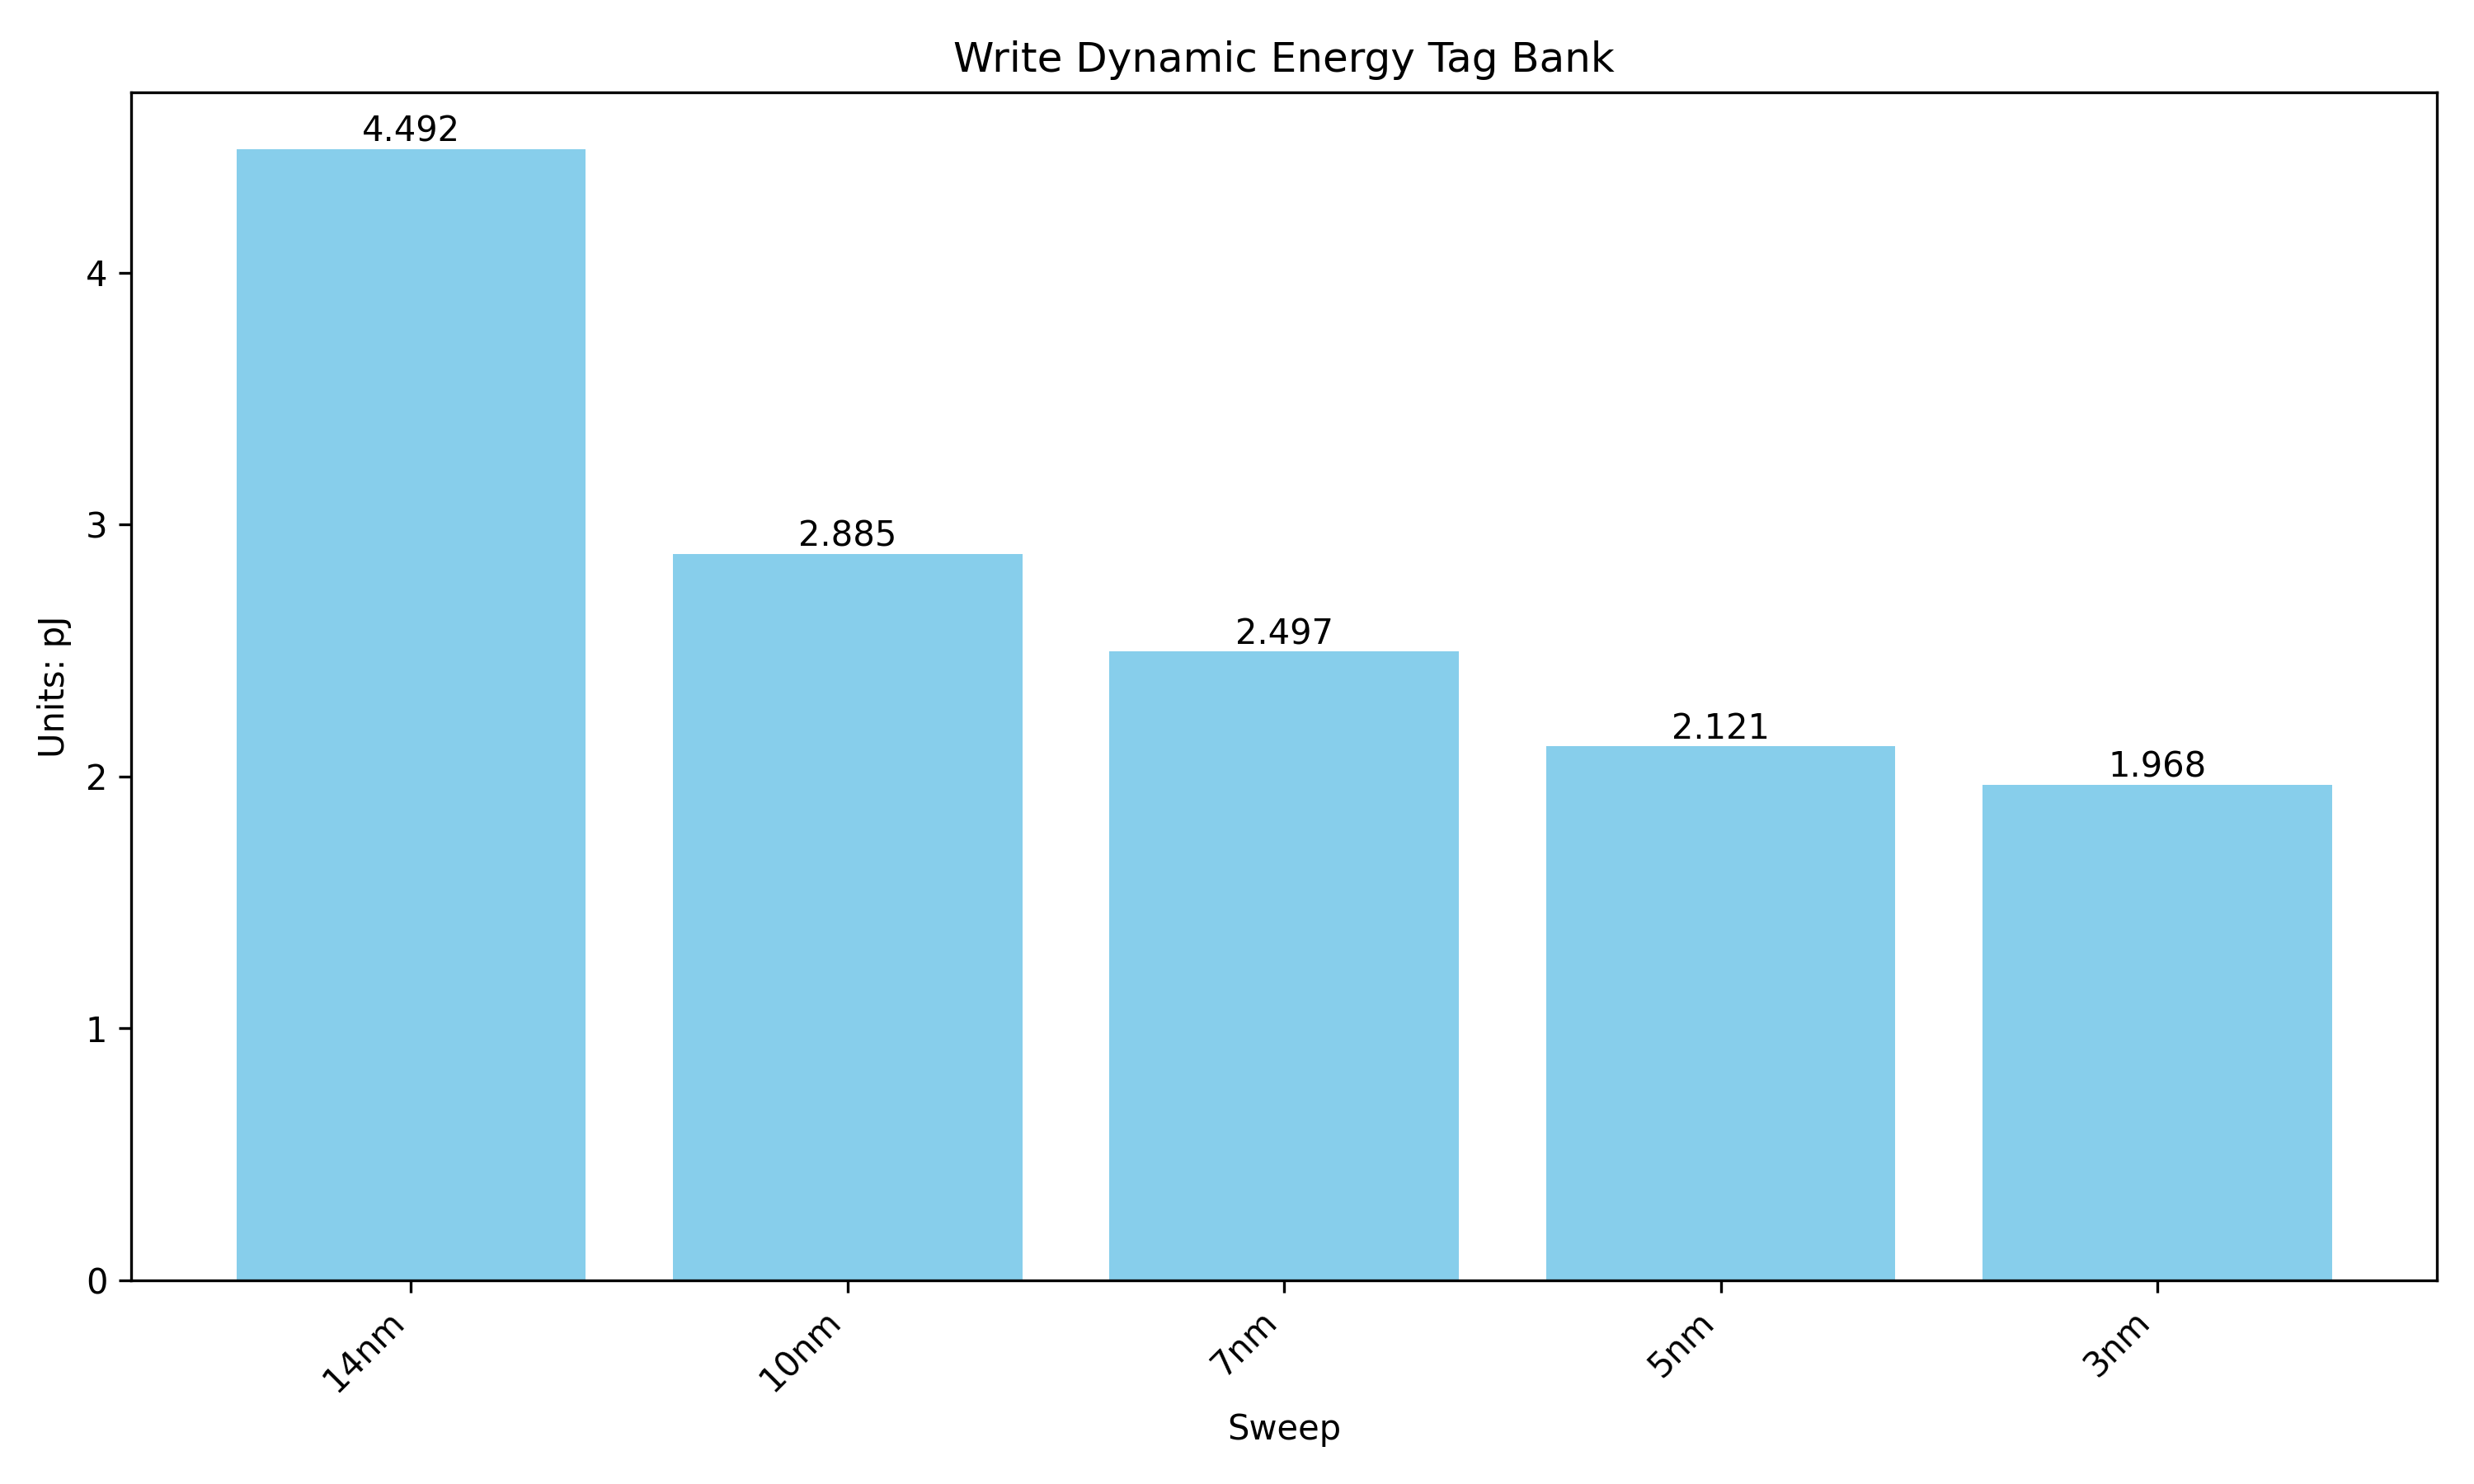 Write Dynamic Energy Tag Bank
4.492
2.885
2.497
2.121
1.968
4
3
2
1
0
Units: pJ
14nm
10nm
7nm
5nm
3nm
Sweep